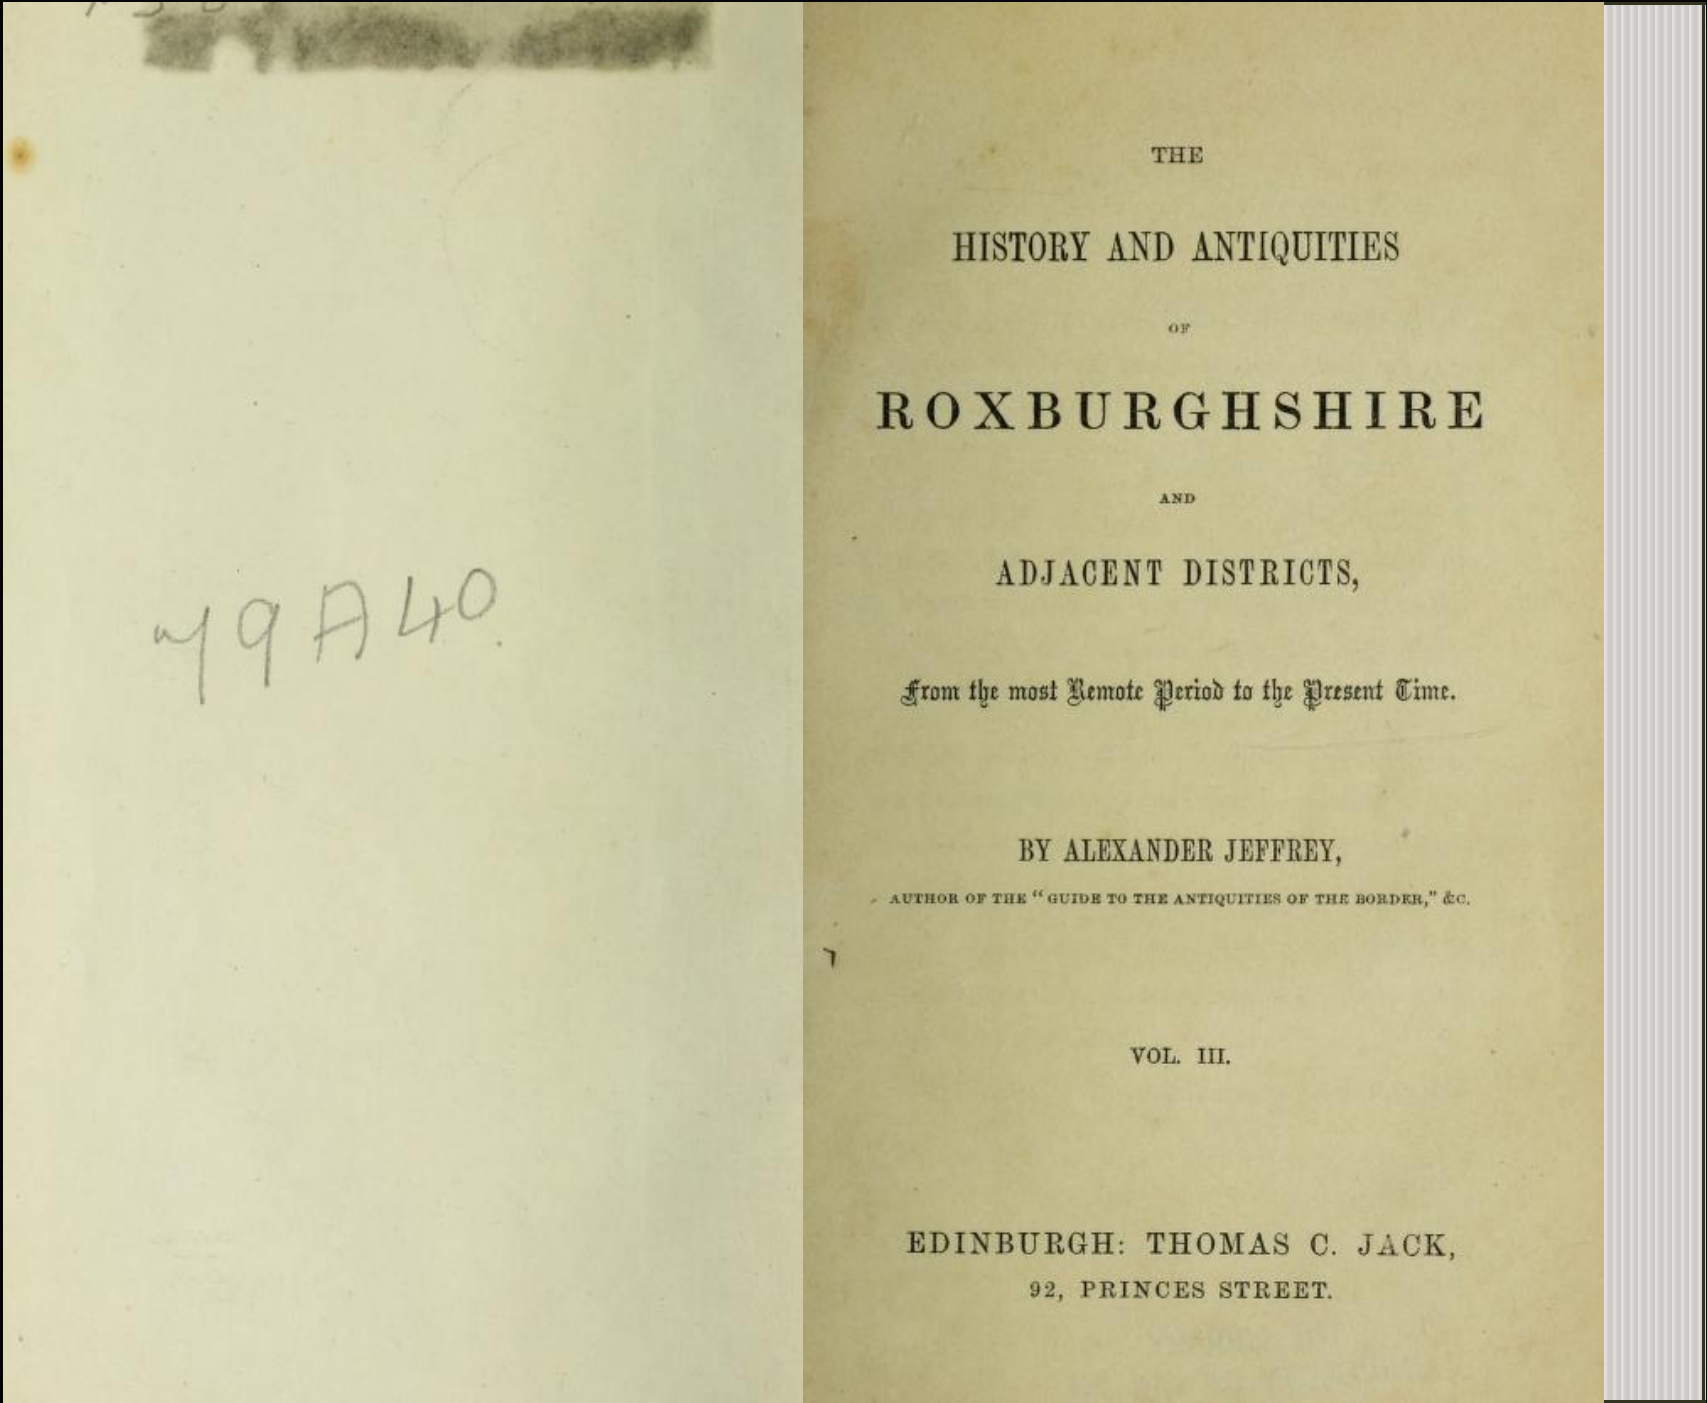 79A40.
THE
HISTORY AND ANTIQUITIES
OF
ROXBURGHSHIRE
AND
ADJACENT DISTRICTS,
From the most Remote Period to the Present Time.
BY ALEXANDER JEFFREY,
AUTHOR OF THE “GUIDE TO THE ANTIQUITIES OF THE BORDER,” &C.
VOL. III.
EDINBURGH: THOMAS C. JACK,
92, PRINCES STREET.